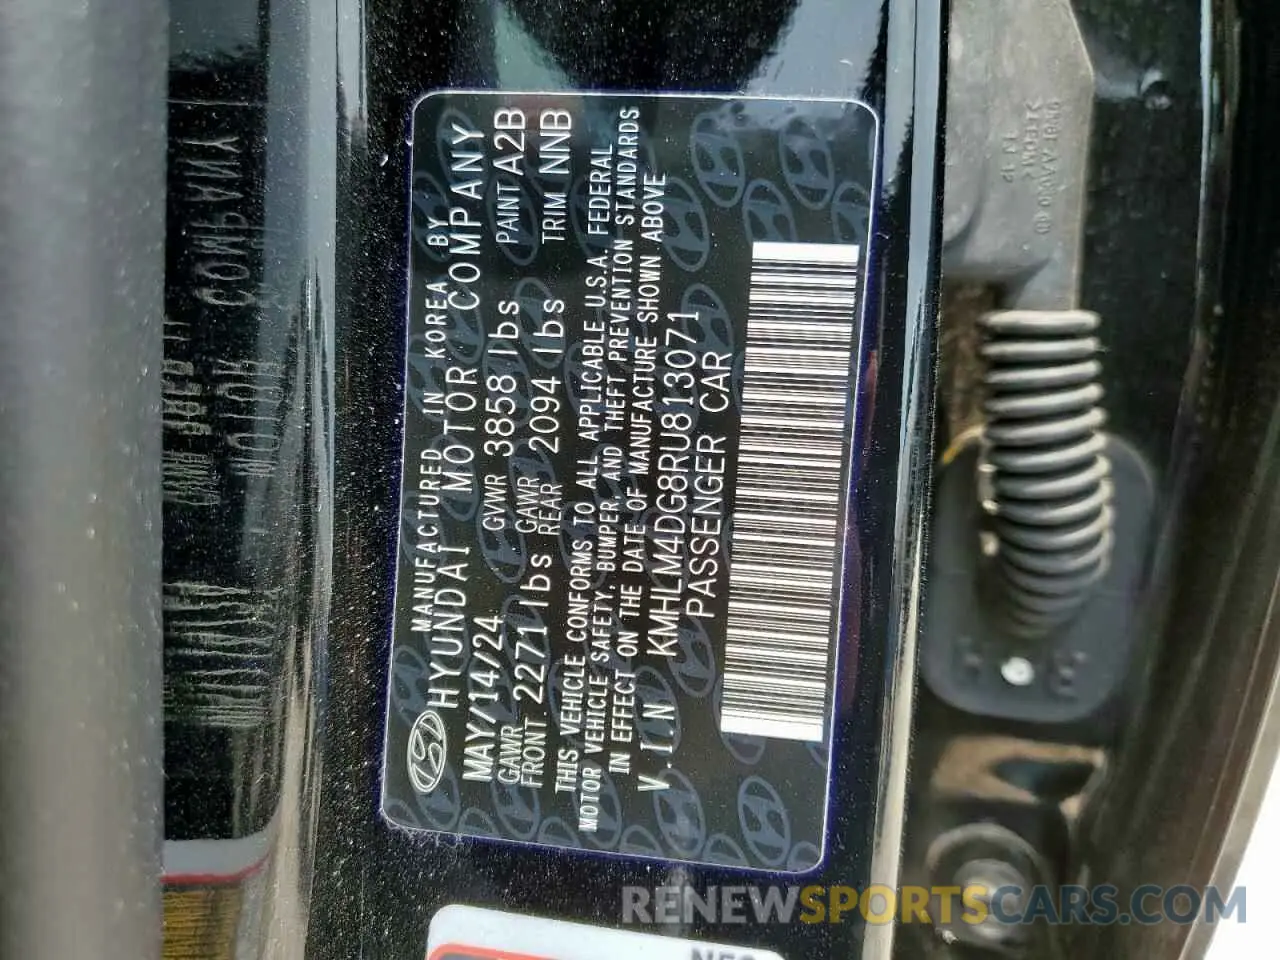 MANUFACTURED IN KOREA BY
HYUNDAI MOTOR COMPANY
MAY/14/24 GVWR 3858 lbs PAINT A2B
GAWR FRONT 2271 lbs GAWR REAR 2094 lbs TRIM NNB
THIS VEHICLE CONFORMS TO ALL APPLICABLE U.S.A. FEDERAL
MOTOR VEHICLE SAFETY, BUMPER, AND THEFT PREVENTION STANDARDS
IN EFFECT ON THE DATE OF MANUFACTURE SHOWN ABOVE
V.I.N KMHLM4DG8RU813071
PASSENGER CAR
RENEWSPORTSCARS.COM